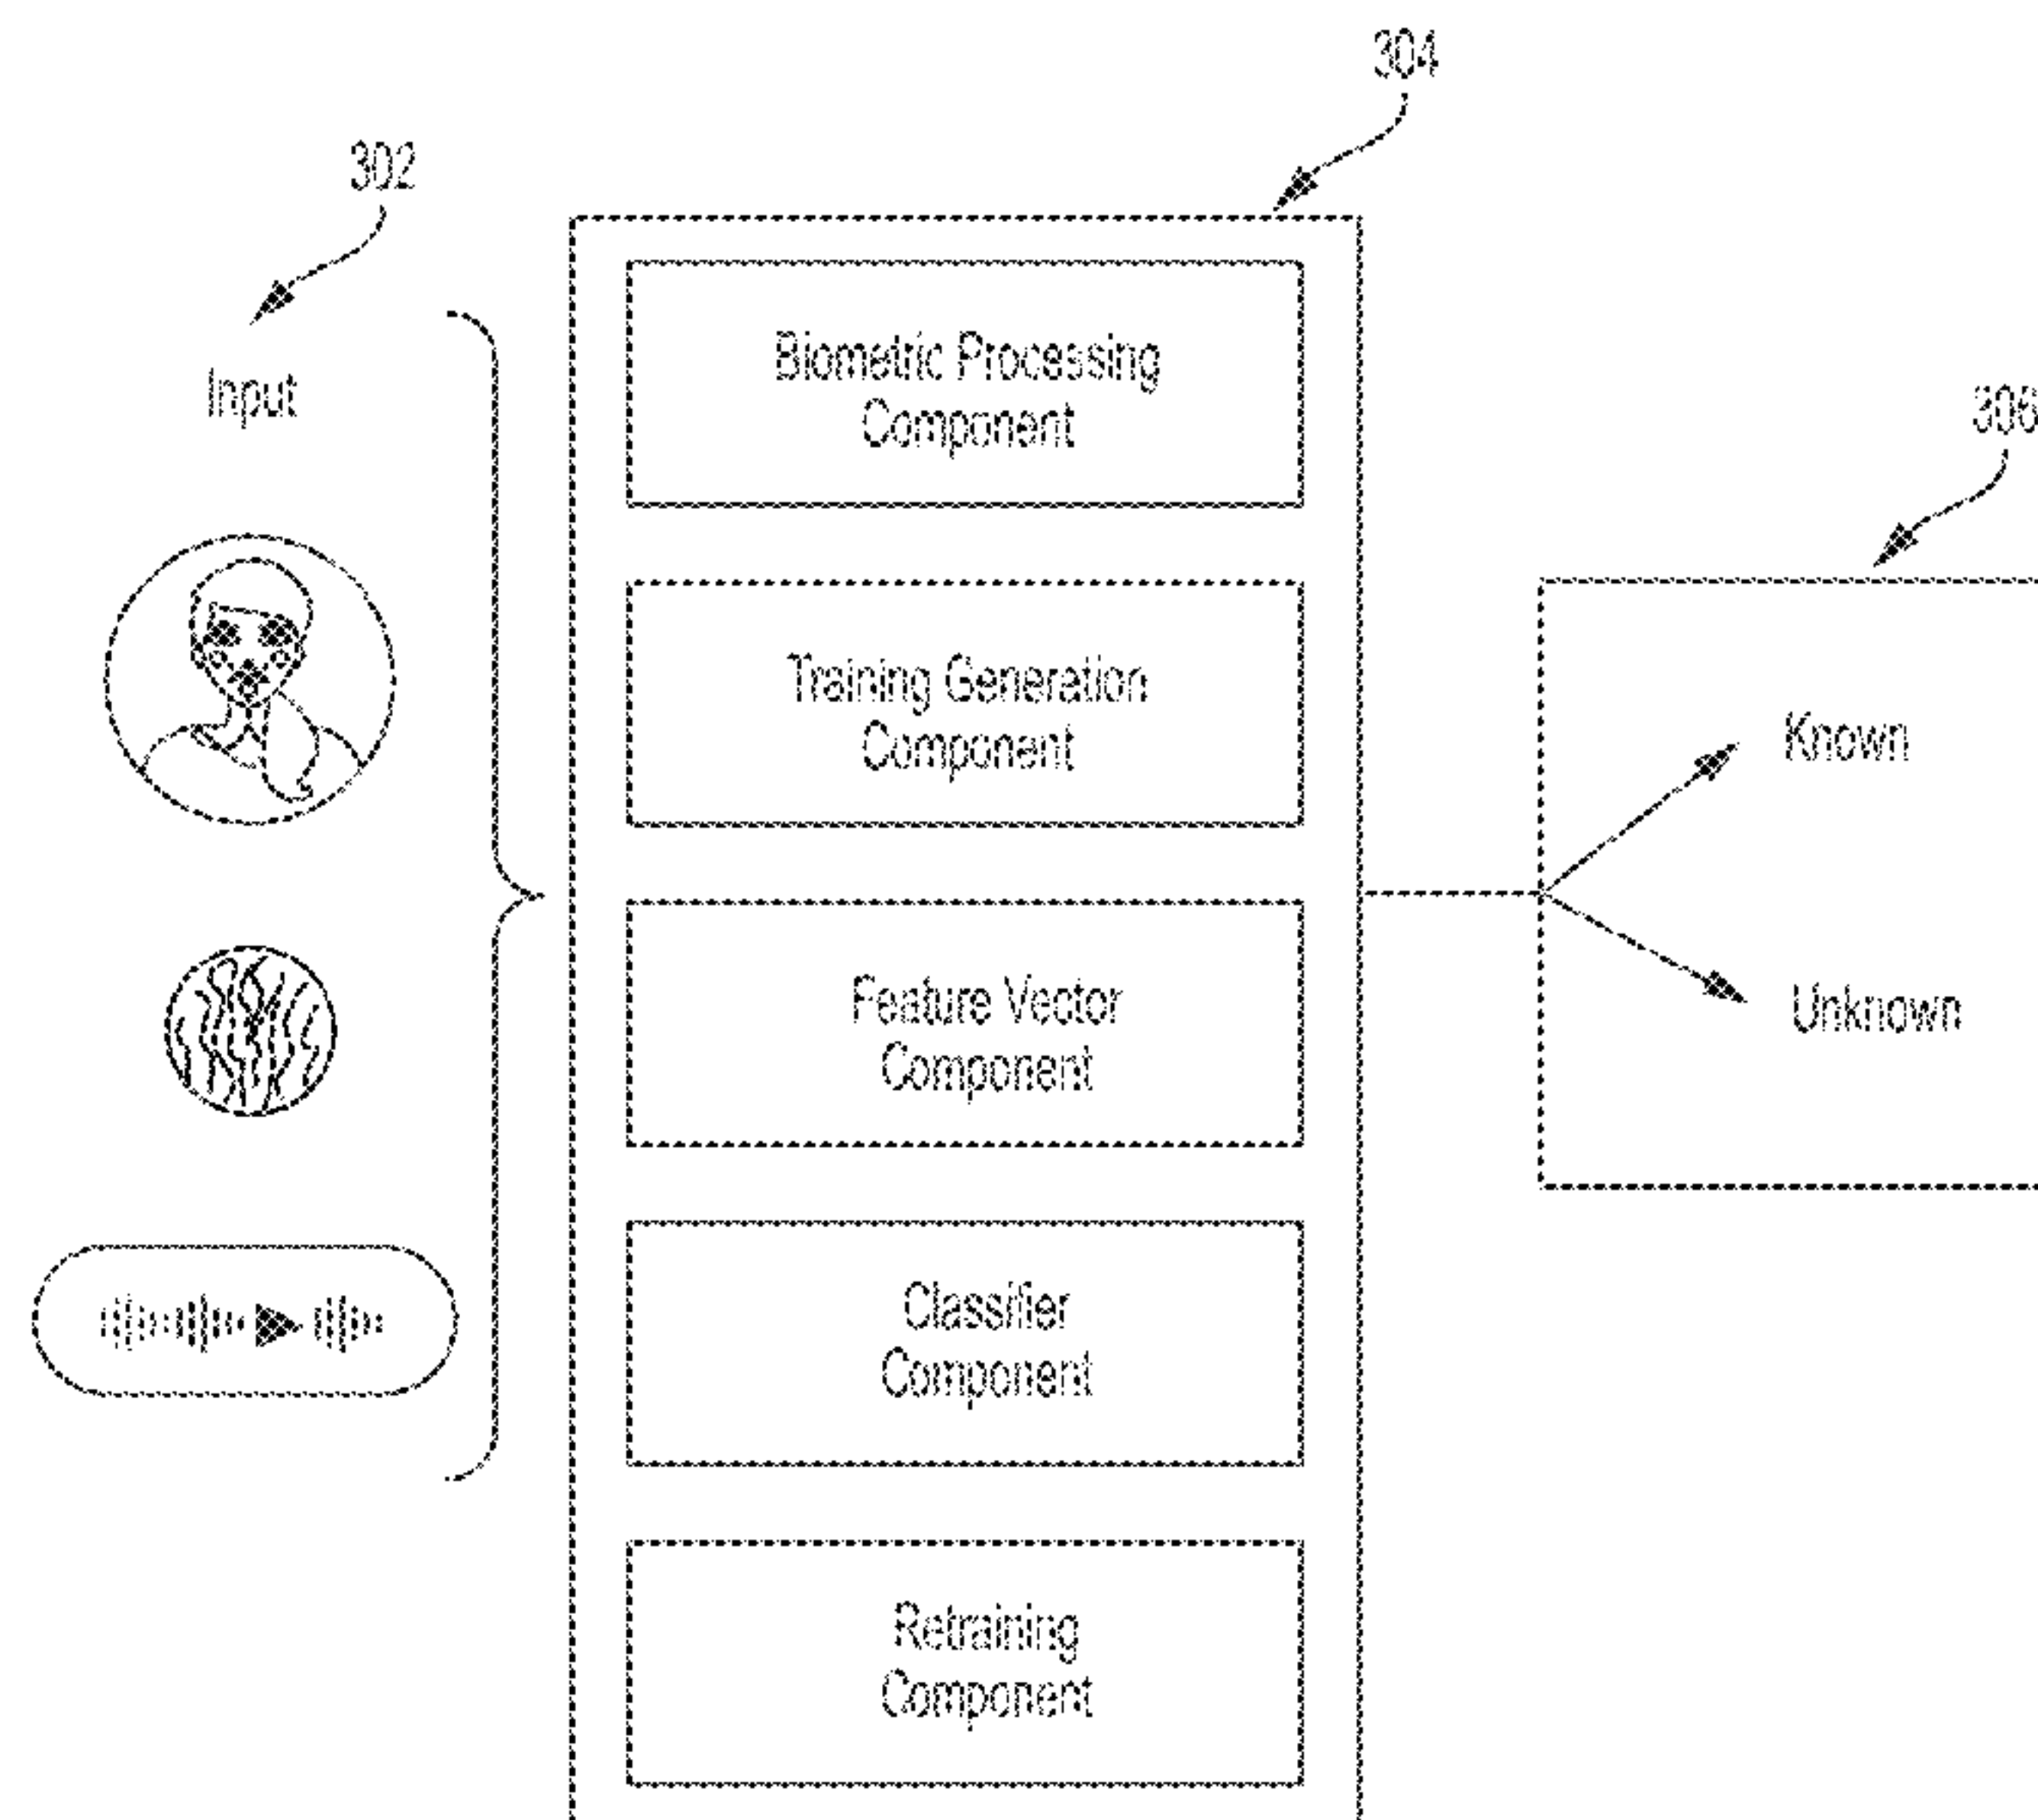 304
302
Input
Biometric Processing
Component
306
Training Generation
Component
Known
Feature Vector
Component
Unknown
Classifier
Component
Retraining
Component